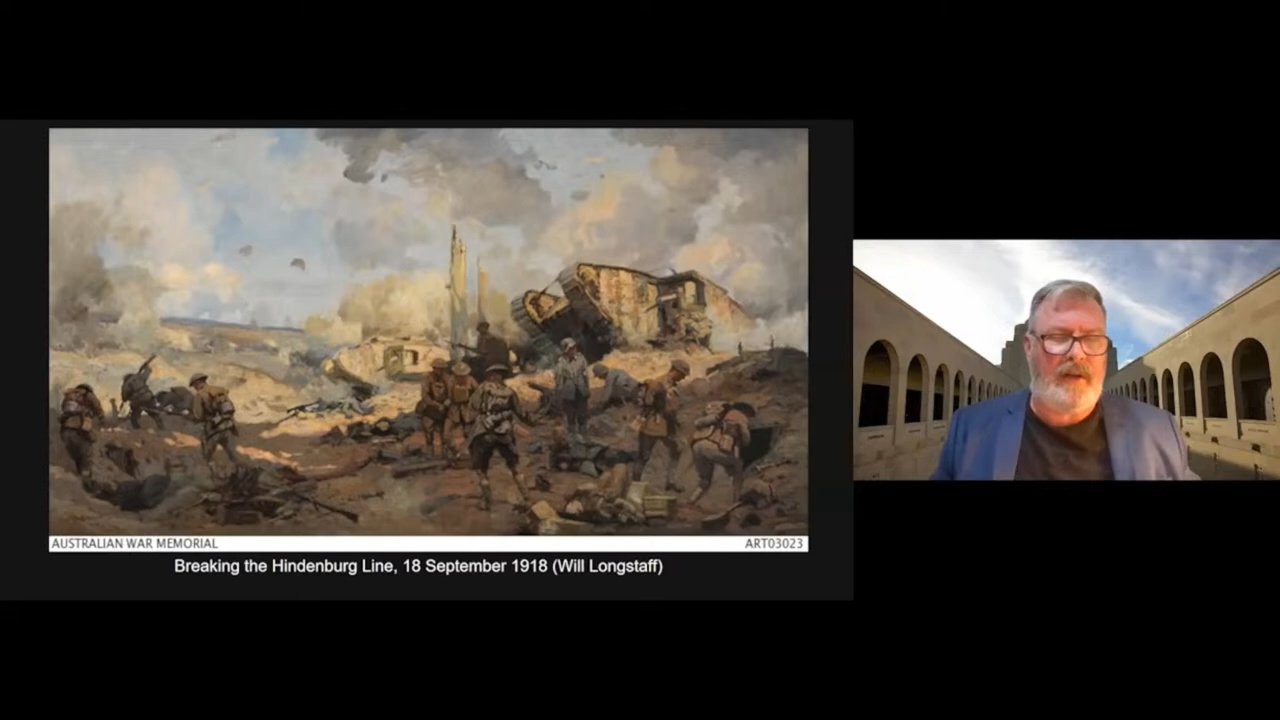 AUSTRALIAN WAR MEMORIAL
ART03023
Breaking the Hindenburg Line, 18 September 1918 (Will Longstaff)